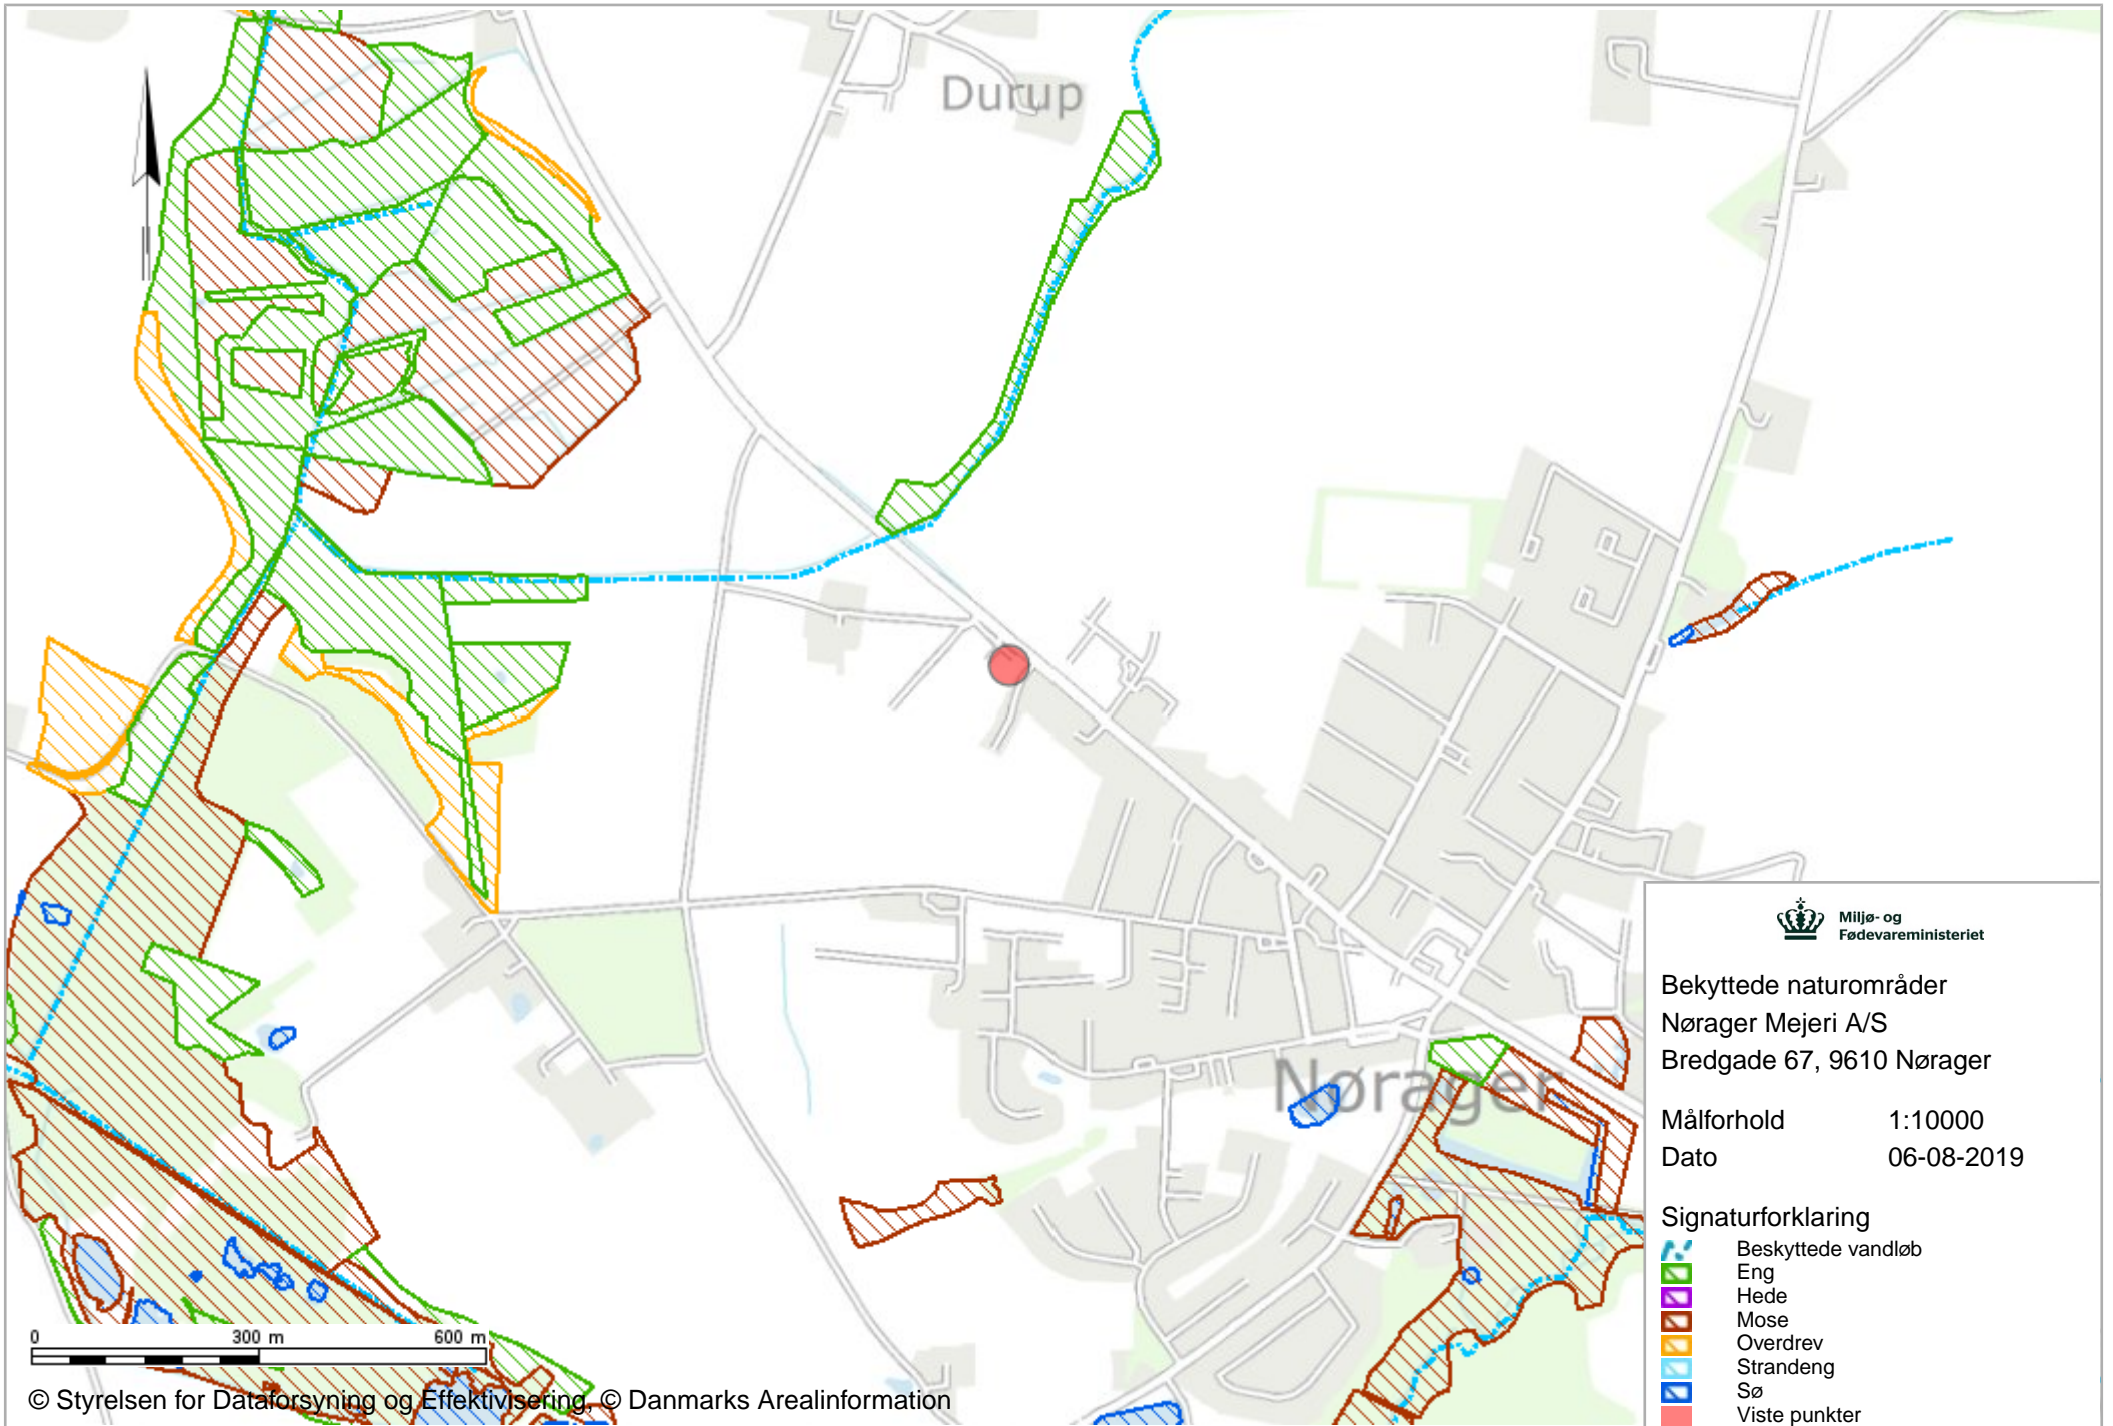 Durup
Nørager
Miljø- og
Fødevareministeriet
Bekyttede naturområder
Nørager Mejeri A/S
Bredgade 67, 9610 Nørager
Målforhold 1:10000
Dato 06-08-2019
Signaturforklaring
Beskyttede vandløb
Eng
Hede
Mose
Overdrev
Strandeng
Sø
Viste punkter
0 300 m 600 m
© Styrelsen for Dataforsyning og Effektivisering, © Danmarks Arealinformation